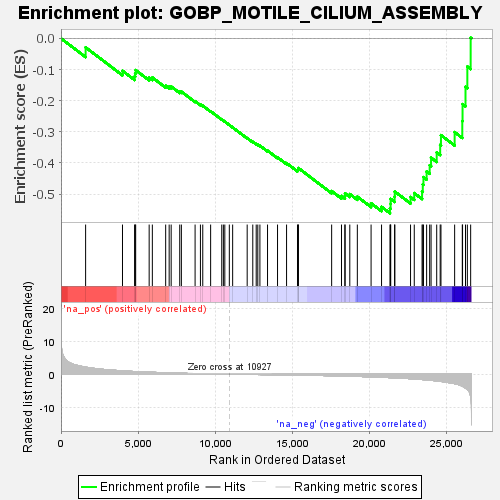 Enrichment plot: GOBP_MOTILE_CILIUM_ASSEMBLY
Enrichment score (ES)
0.0
-0.1
-0.2
-0.3
-0.4
-0.5
'na_pos' (positively correlated)
Ranked list metric (PreRanked)
20
10
0
-10
Zero cross at 10927
'na_neg' (negatively correlated)
0
5,000
10,000
15,000
20,000
25,000
Rank in Ordered Dataset
Enrichment profile
Hits
Ranking metric scores